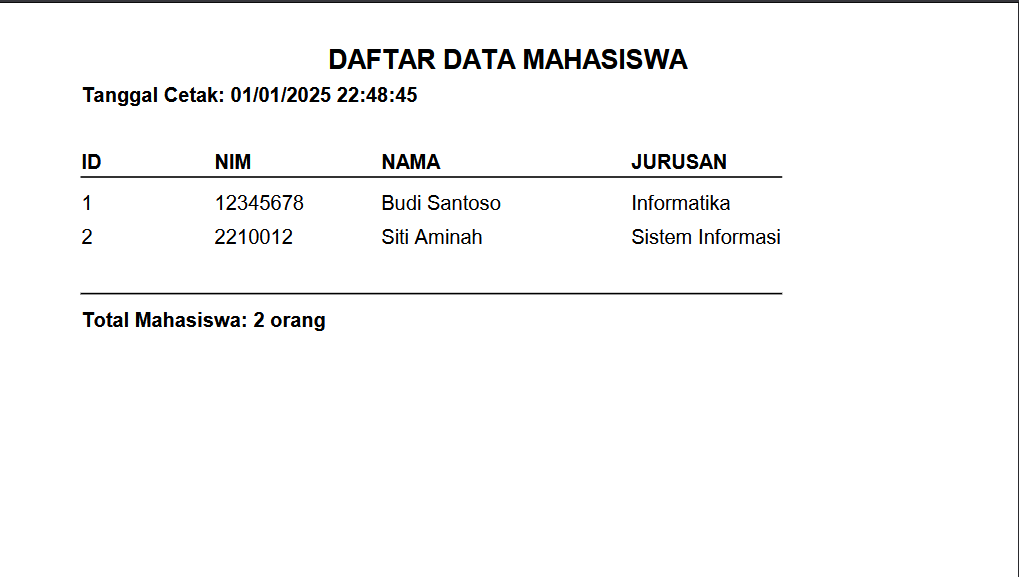 DAFTAR DATA MAHASISWA
Tanggal Cetak: 01/01/2025 22:48:45
ID NIM NAMA JURUSAN
1 12345678 Budi Santoso Informatika
2 2210012 Siti Aminah Sistem Informasi
Total Mahasiswa: 2 orang